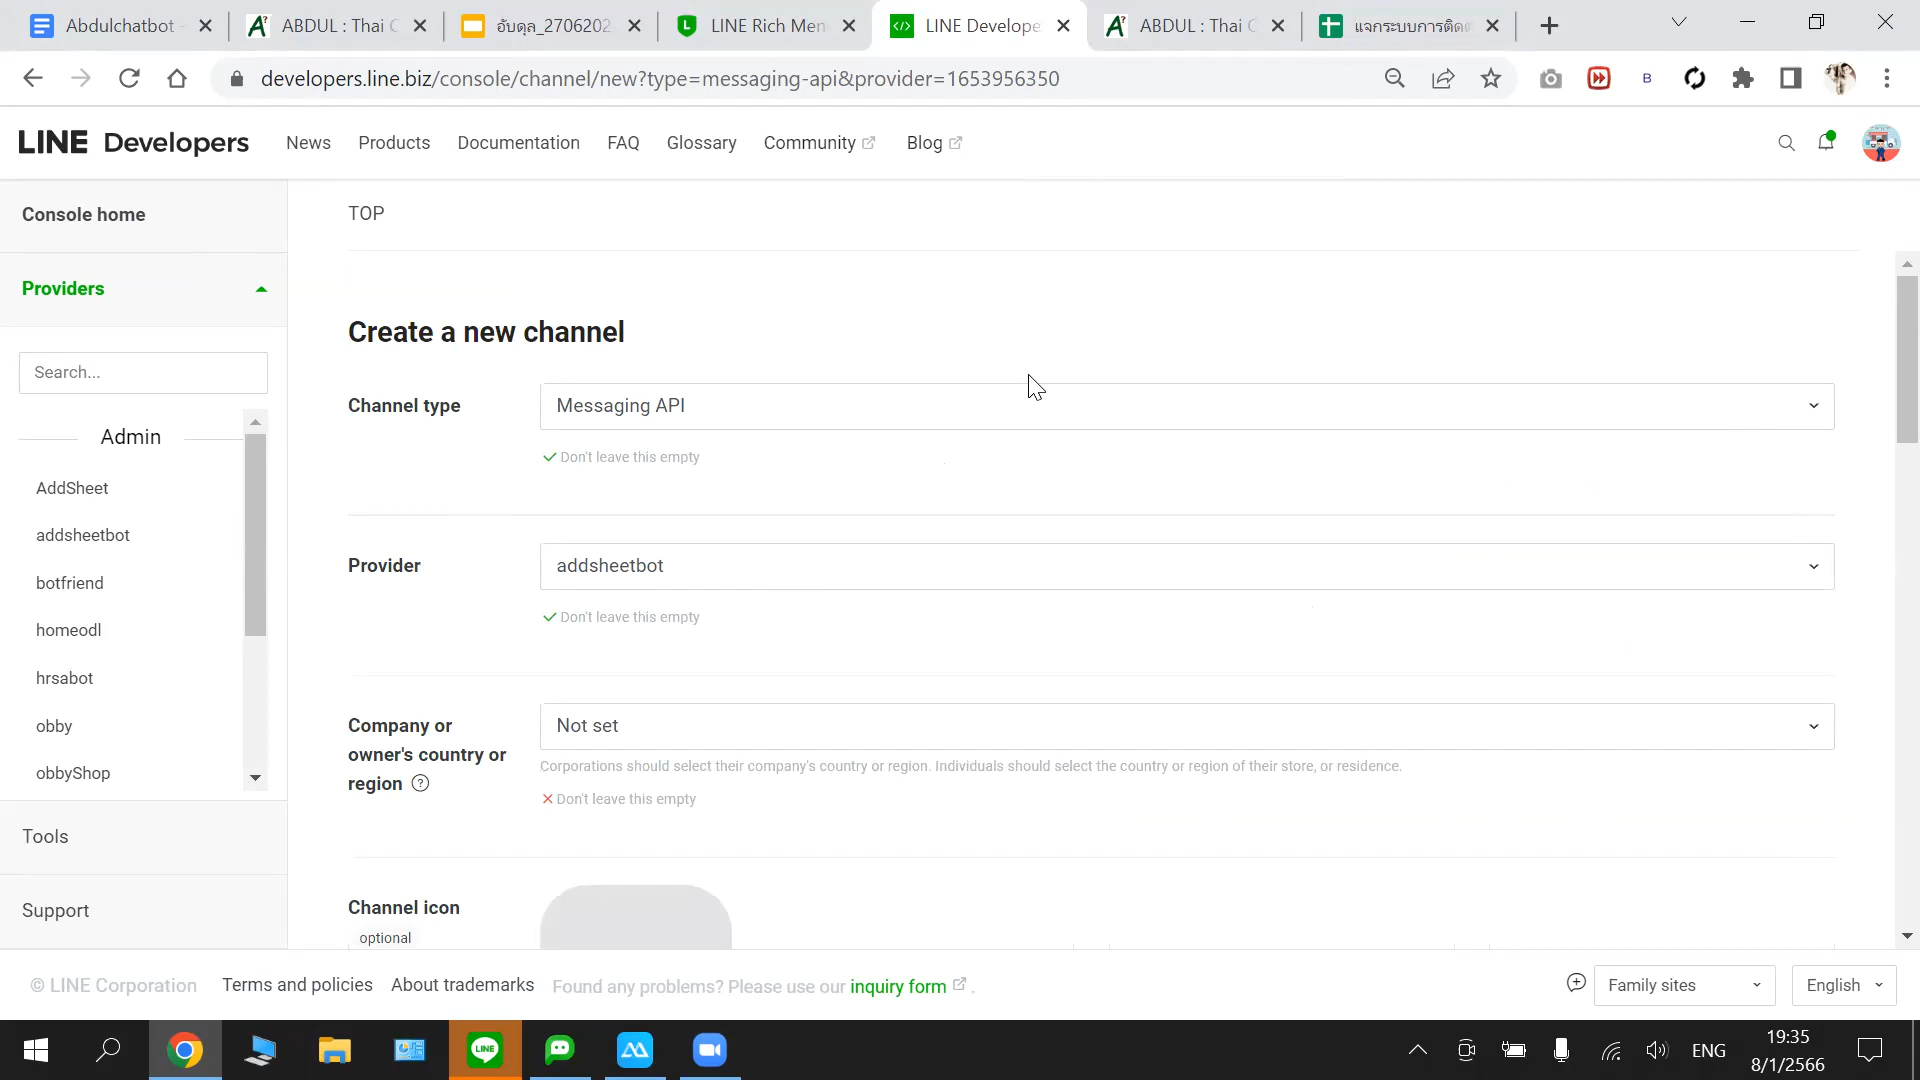 Abdulchatbot
ABDUL : Thai C
อับดุล_2706202
LINE Rich Men
LINE Develope
ABDUL : Thai C
แจกระบบการติดต
developers.line.biz/console/channel/new?type=messaging-api&provider=1653956350
LINE Developers
News
Products
Documentation
FAQ
Glossary
Community
Blog
Console home
TOP
Providers
Search...
Admin
AddSheet
addsheetbot
botfriend
homeodl
hrsabot
obby
obbyShop
Tools
Support
Create a new channel
Channel type
Messaging API
Don't leave this empty
Provider
addsheetbot
Don't leave this empty
Company or
owner's country or
region
Not set
Corporations should select their company's country or region. Individuals should select the country or region of their store, or residence.
Don't leave this empty
Channel icon
optional
© LINE Corporation
Terms and policies
About trademarks
Found any problems? Please use our inquiry form .
Family sites
English
LINE
ENG
19:35
8/1/2566